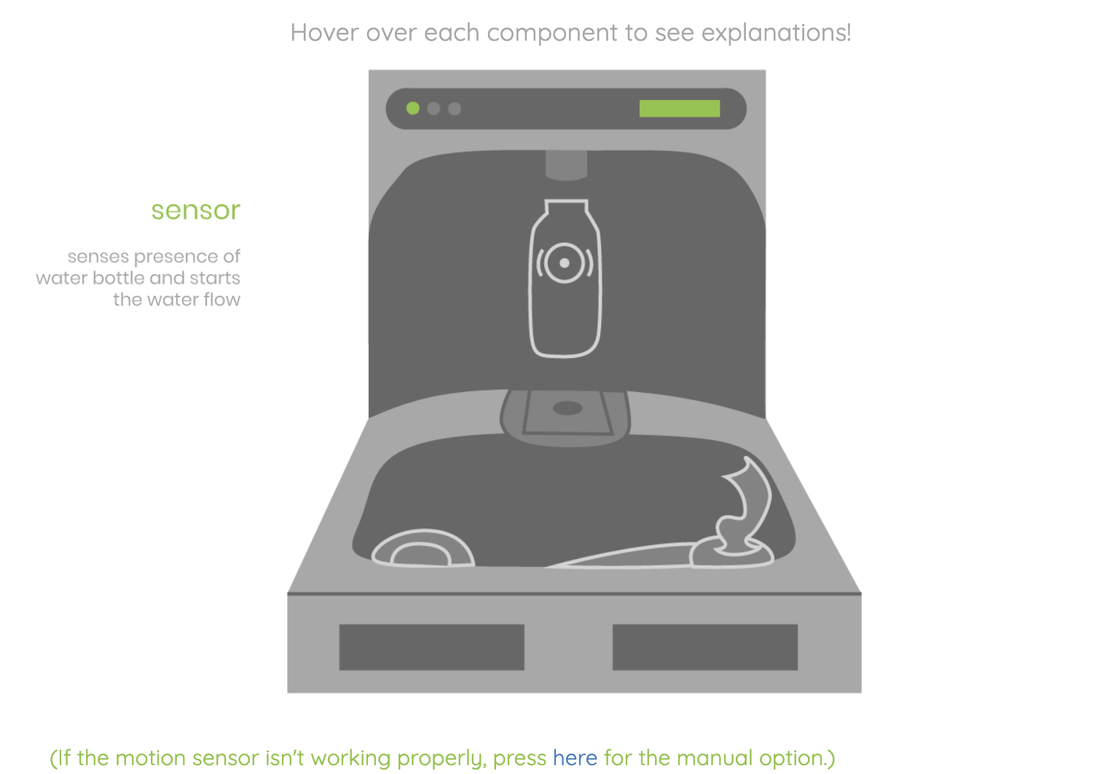 Hover over each component to see explanations!
sensor
senses presence of
water bottle and starts
the water flow
(If the motion sensor isn't working properly, press here for the manual option.)